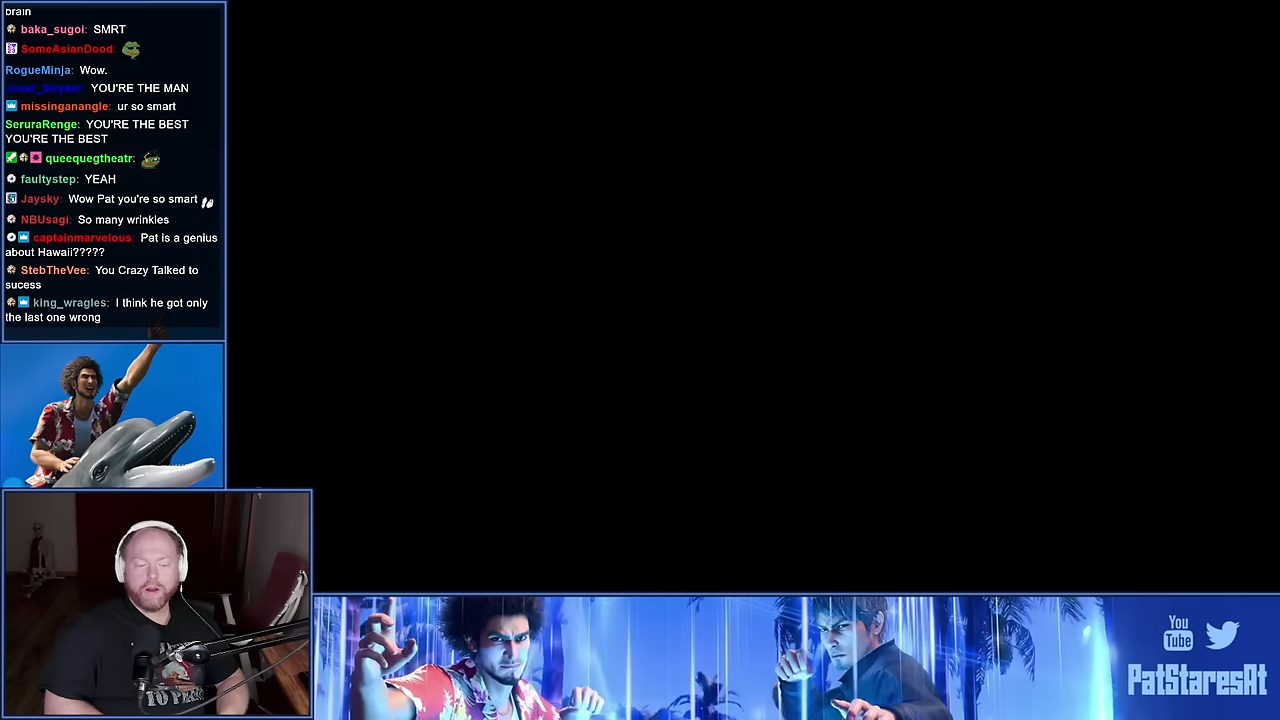 brain
baka_sugoi: SMRT
SomeAsianDood:
RogueMinja: Wow.
Josef_Stryker: YOU'RE THE MAN
missinganangle: ur so smart
SeruraRenge: YOU'RE THE BEST
YOU'RE THE BEST
queequegtheatr:
faultystep: YEAH
Jaysky: Wow Pat you're so smart
NBUsagi: So many wrinkles
captainmarvelous: Pat is a genius
about Hawaii?????
StebTheVee: You Crazy Talked to
sucess
king_wragles: I think he got only
the last one wrong
You
Tube
PatStaresAt